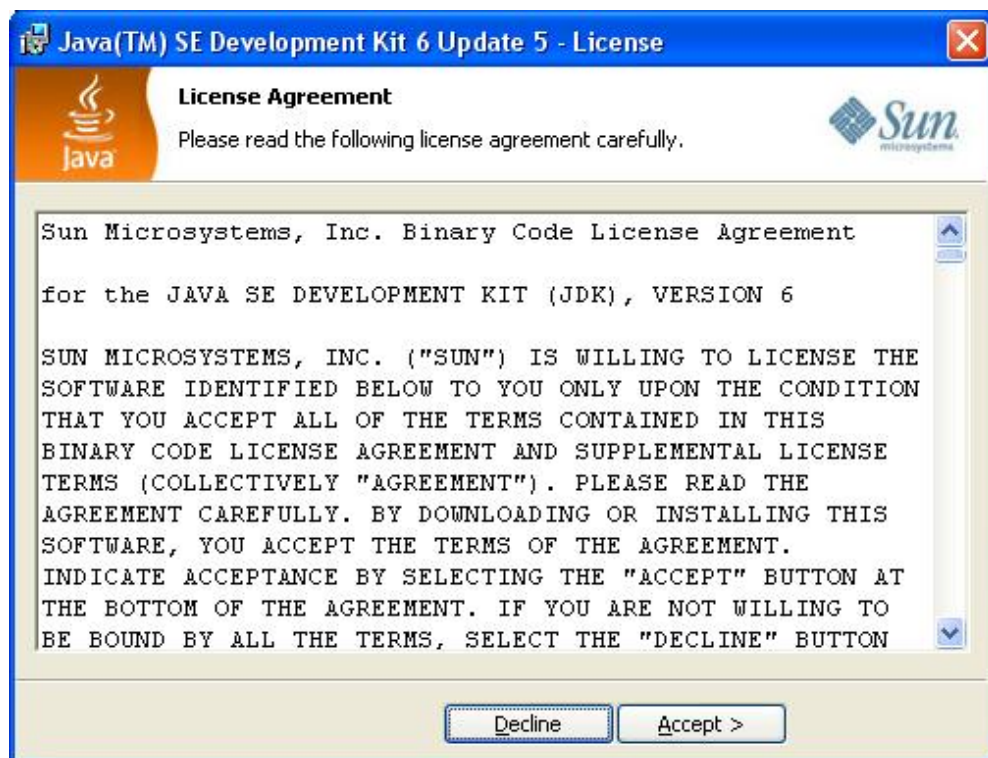 Java(TM) SE Development Kit 6 Update 5 - License
License Agreement
Please read the following license agreement carefully.
Java
Sun
microsystems
Sun Microsystems, Inc. Binary Code License Agreement
for the JAVA SE DEVELOPMENT KIT (JDK), VERSION 6
SUN MICROSYSTEMS, INC. ("SUN") IS WILLING TO LICENSE THE
SOFTWARE IDENTIFIED BELOW TO YOU ONLY UPON THE CONDITION
THAT YOU ACCEPT ALL OF THE TERMS CONTAINED IN THIS
BINARY CODE LICENSE AGREEMENT AND SUPPLEMENTAL LICENSE
TERMS (COLLECTIVELY "AGREEMENT"). PLEASE READ THE
AGREEMENT CAREFULLY. BY DOWNLOADING OR INSTALLING THIS
SOFTWARE, YOU ACCEPT THE TERMS OF THE AGREEMENT.
INDICATE ACCEPTANCE BY SELECTING THE "ACCEPT" BUTTON AT
THE BOTTOM OF THE AGREEMENT. IF YOU ARE NOT WILLING TO
BE BOUND BY ALL THE TERMS, SELECT THE "DECLINE" BUTTON
Decline
Accept >